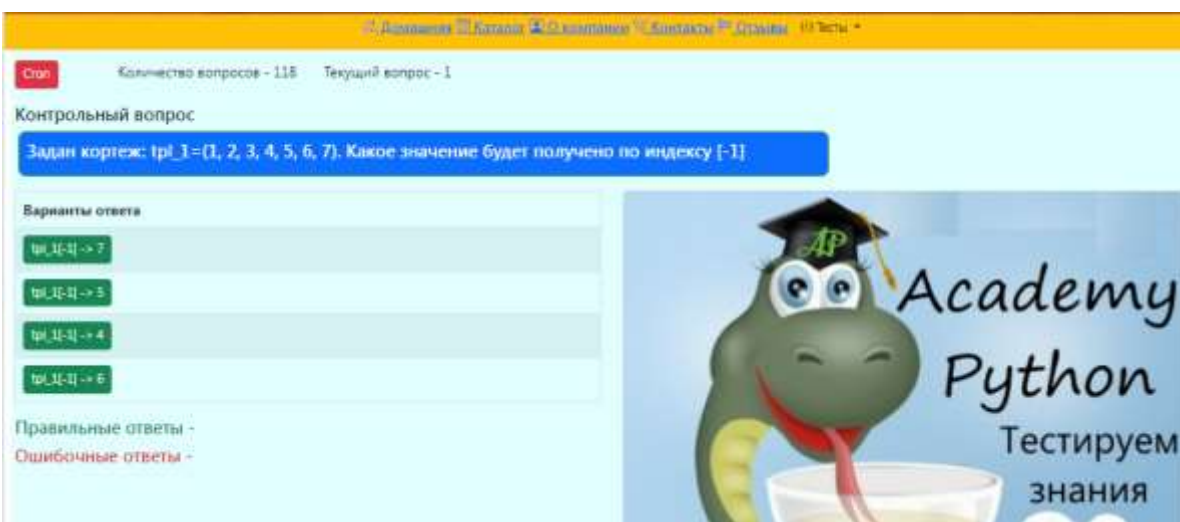 Домашняя Каталог О компании Контакты Отзывы Тесты
Стоп Количество вопросов - 118 Текущий вопрос - 1
Контрольный вопрос
Задан кортеж: tpl_1=(1, 2, 3, 4, 5, 6, 7). Какое значение будет получено по индексу [-1]
Варианты ответа
tpl_1[-1] -> 7
tpl_1[-1] -> 5
tpl_1[-1] -> 4
tpl_1[-1] -> 6
Правильные ответы -
Ошибочные ответы -
AP
Academy
Python
Тестируем
знания